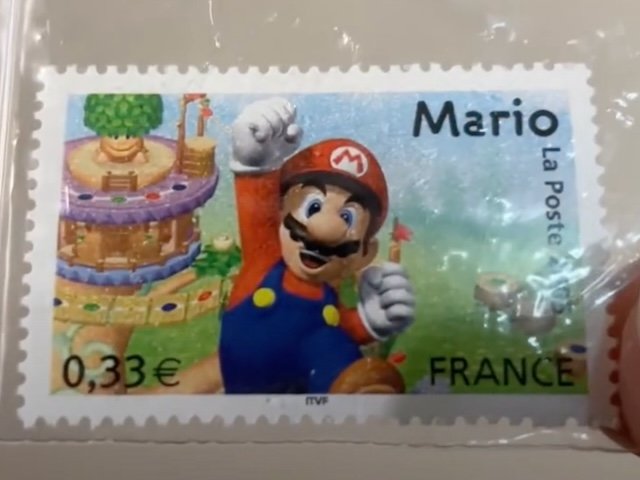 Mario
La Poste
M
0,33 €
FRANCE
ITVF